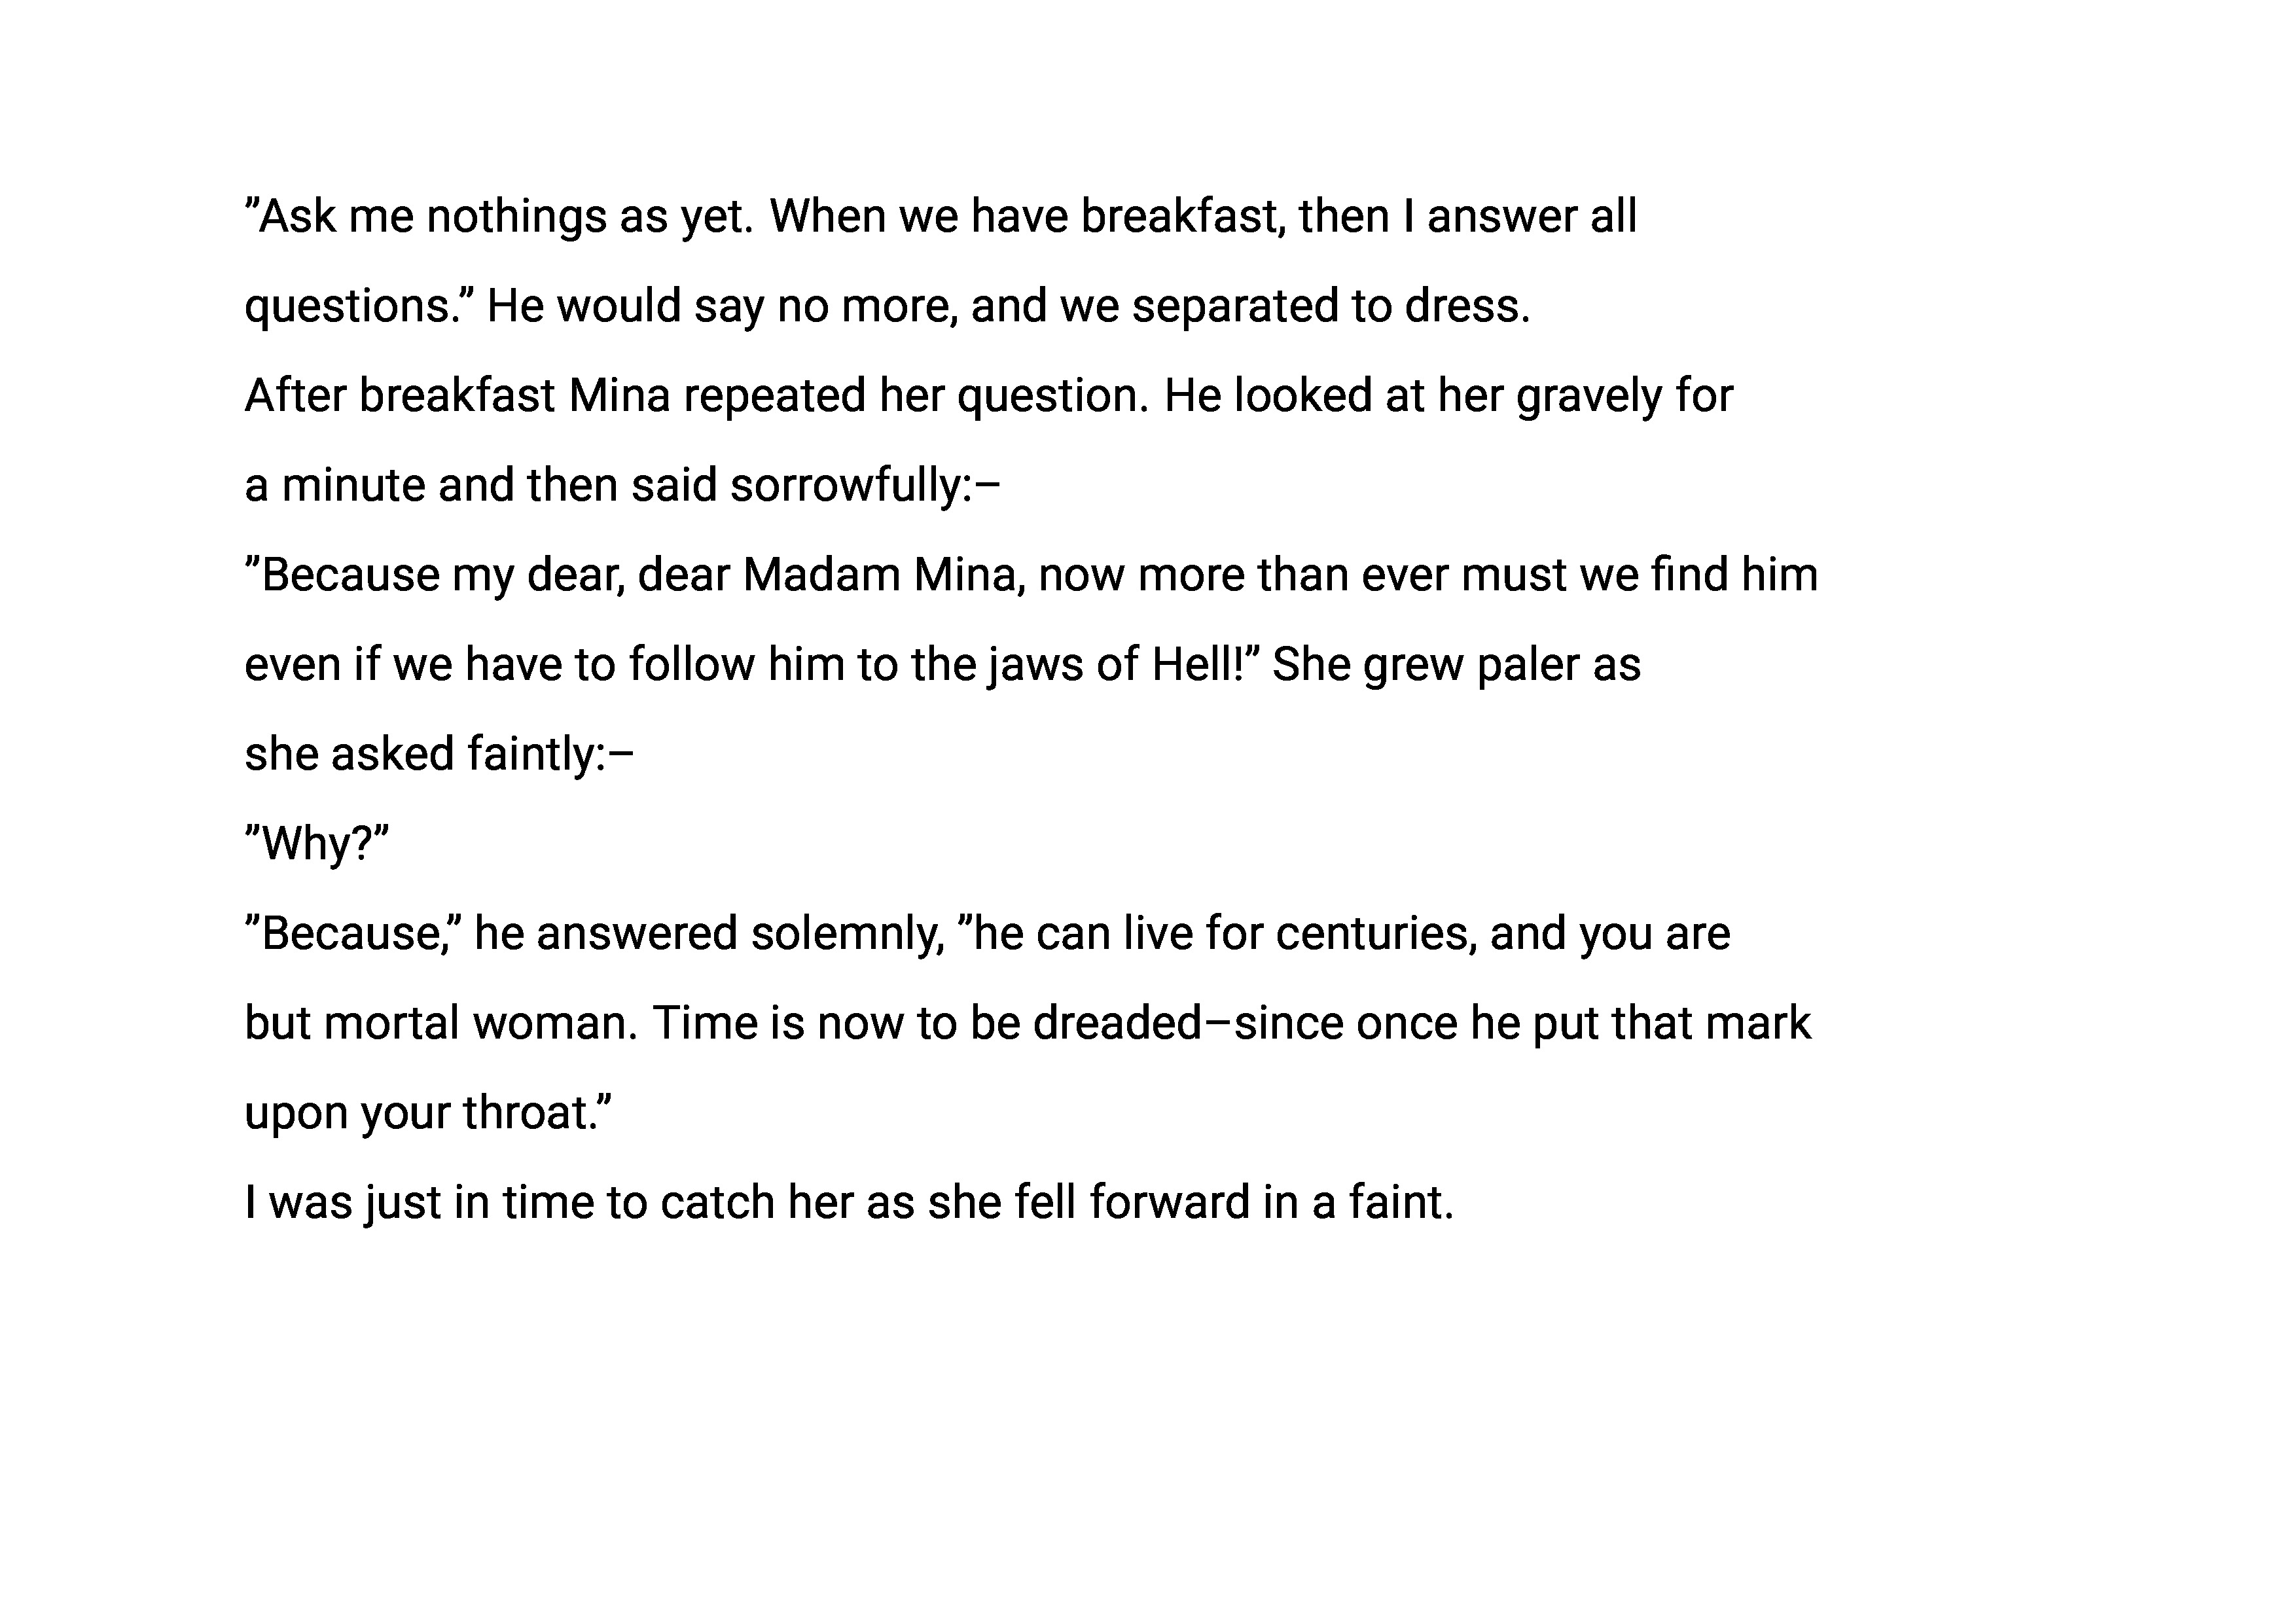 ”Ask me nothings as yet. When we have breakfast, then I answer all
questions.” He would say no more, and we separated to dress.
After breakfast Mina repeated her question. He looked at her gravely for
a minute and then said sorrowfully:–
”Because my dear, dear Madam Mina, now more than ever must we find him
even if we have to follow him to the jaws of Hell!” She grew paler as
she asked faintly:–
”Why?”
”Because,” he answered solemnly, ”he can live for centuries, and you are
but mortal woman. Time is now to be dreaded–since once he put that mark
upon your throat.”
I was just in time to catch her as she fell forward in a faint.